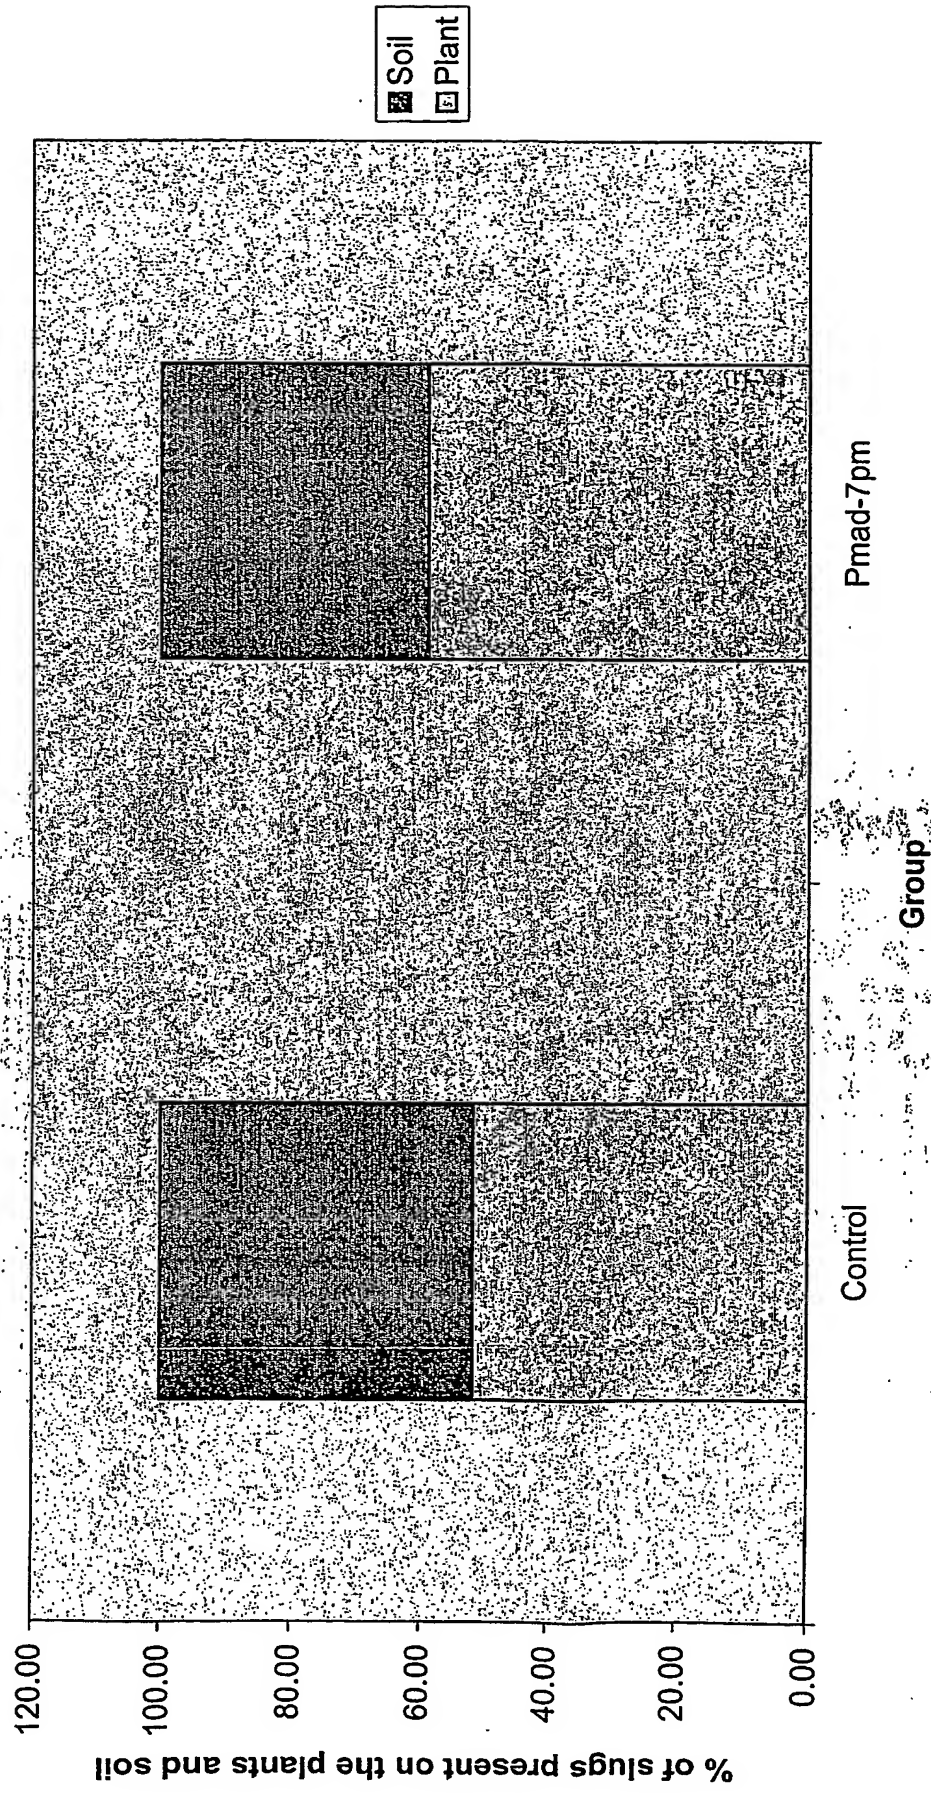 % of slugs present on the plants and soil
120.00
100.00
80.00
60.00
40.00
20.00
0.00
Control
Pmad-7pm
Group
Soil
Plant